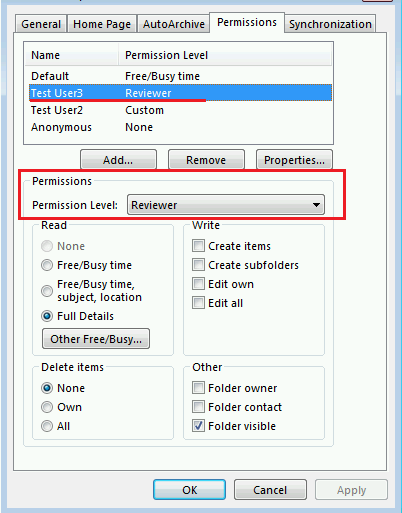 General Home Page AutoArchive Permissions Synchronization
Name Permission Level
Default Free/Busy time
Test User3 Reviewer
Test User2 Custom
Anonymous None
Add... Remove Properties...
Permissions
Permission Level: Reviewer
Read Write
None Create items
Free/Busy time Create subfolders
Free/Busy time, Edit own
subject, location Edit all
Full Details
Other Free/Busy...
Delete items Other
None Folder owner
Own Folder contact
All Folder visible
OK Cancel Apply